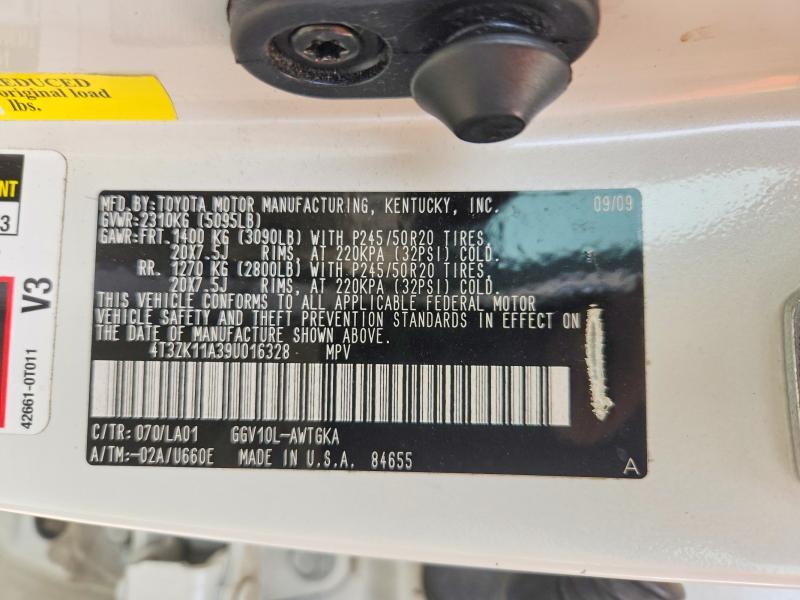 EDUCED
original load
lbs.
NT
3
V3
42661-0T011
MFD.BY:TOYOTA MOTOR MANUFACTURING, KENTUCKY, INC. 09/09
GVWR:2310KG (5095LB)
GAWR:FRT. 1400 KG (3090LB) WITH P245/50R20 TIRES,
20X7.5J RIMS, AT 220KPA (32PSI) COLD.
RR. 1270 KG (2800LB) WITH P245/50R20 TIRES,
20X7.5J RIMS, AT 220KPA (32PSI) COLD.
THIS VEHICLE CONFORMS TO ALL APPLICABLE FEDERAL MOTOR
VEHICLE SAFETY AND THEFT PREVENTION STANDARDS IN EFFECT ON
THE DATE OF MANUFACTURE SHOWN ABOVE.
4T3ZK11A39U016328 MPV
C/TR: 070/LA01 GGV10L-AWTGKA
A/TM:-02A/U660E MADE IN U.S.A. 84655
A